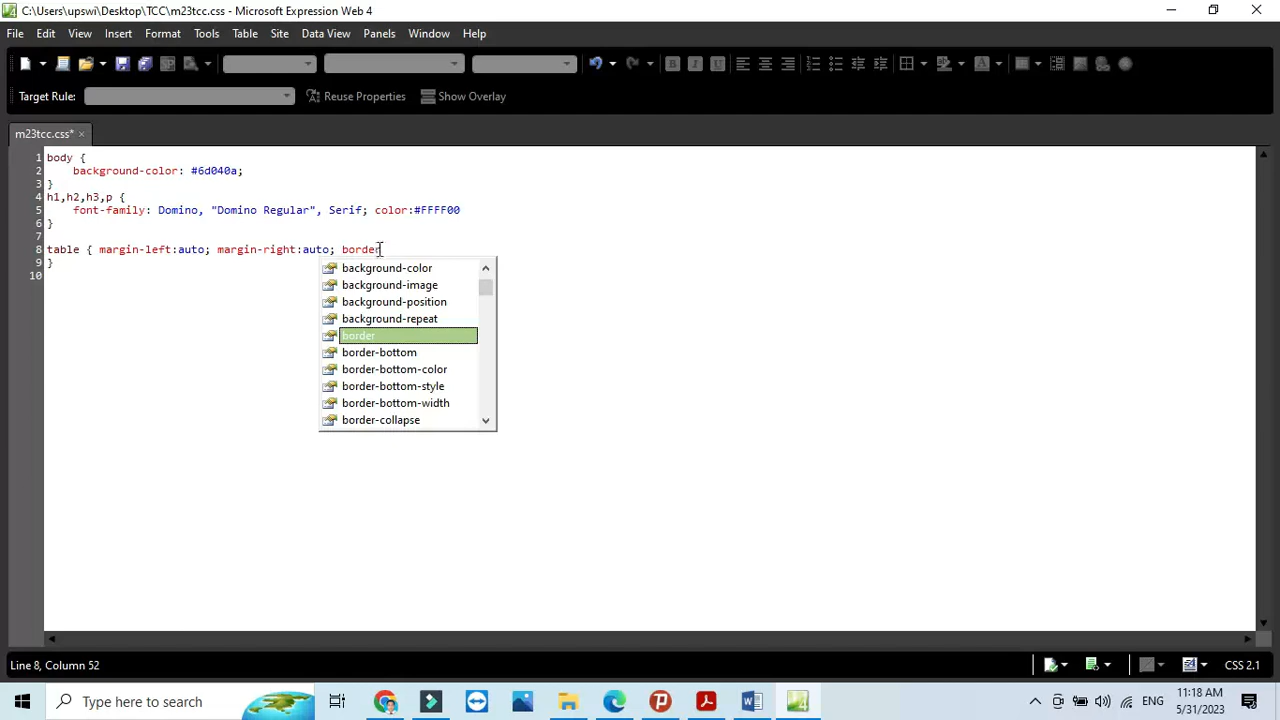 C:\Users\upswi\Desktop\TCC\m23tcc.css - Microsoft Expression Web 4
File Edit View Insert Format Tools Table Site Data View Panels Window Help
Target Rule: Reuse Properties Show Overlay
m23tcc.css* ×
1 body {
2 background-color: #6d040a;
3 }
4 h1,h2,h3,p {
5 font-family: Domino, "Domino Regular", Serif; color:#FFFF00
6 }
7
8 table { margin-left:auto; margin-right:auto; border
9 }
10
background-color
background-image
background-position
background-repeat
border
border-bottom
border-bottom-color
border-bottom-style
border-bottom-width
border-collapse
Line 8, Column 52
CSS 2.1
Type here to search
ENG
11:18 AM
5/31/2023